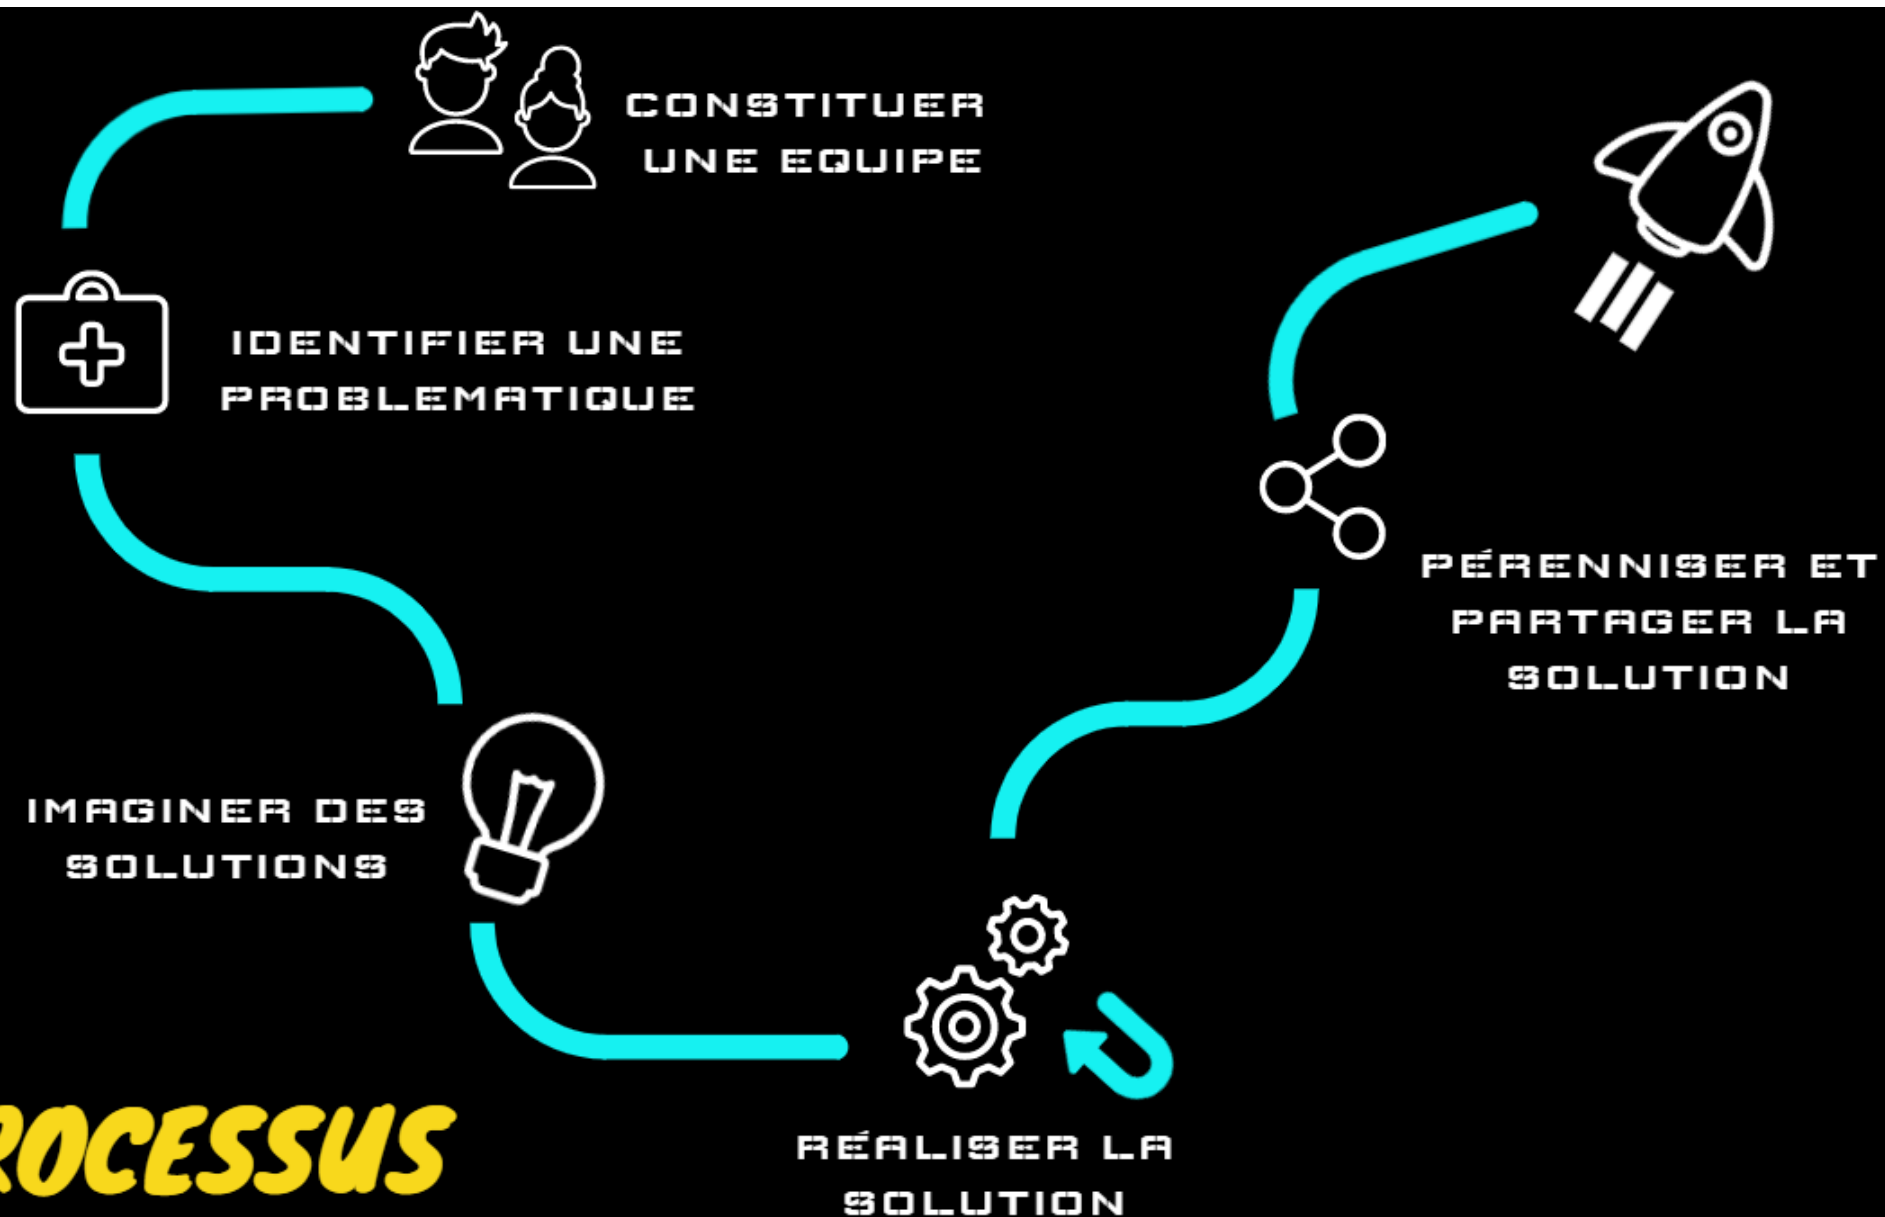 CONSTITUER
UNE EQUIPE
IDENTIFIER UNE
PROBLEMATIQUE
IMAGINER DES
SOLUTIONS
RÉALISER LA
SOLUTION
PÉRENNISER ET
PARTAGER LA
SOLUTION
ROCESSUS